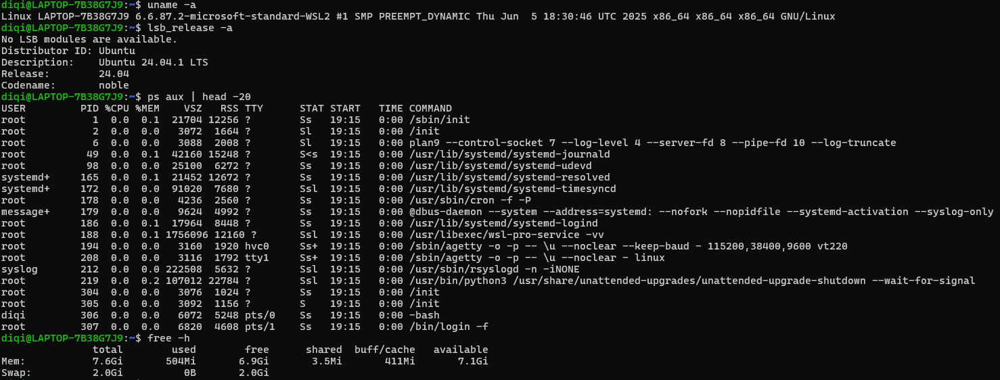 diqi@LAPTOP-7B38G7J9:~$ uname -a
Linux LAPTOP-7B38G7J9 6.6.87.2-microsoft-standard-WSL2 #1 SMP PREEMPT_DYNAMIC Thu Jun  5 18:30:46 UTC 2025 x86_64 x86_64 x86_64 GNU/Linux
diqi@LAPTOP-7B38G7J9:~$ lsb_release -a
No LSB modules are available.
Distributor ID: Ubuntu
Description:    Ubuntu 24.04.1 LTS
Release:        24.04
Codename:       noble
diqi@LAPTOP-7B38G7J9:~$ ps aux | head -20
USER         PID %CPU %MEM    VSZ   RSS TTY      STAT START   TIME COMMAND
root           1  0.0  0.1  21704 12256 ?        Ss   19:15   0:00 /sbin/init
root           2  0.0  0.0   3072  1664 ?        Sl   19:15   0:00 /init
root           6  0.0  0.0   3088  2008 ?        Sl   19:15   0:00 plan9 --control-socket 7 --log-level 4 --server-fd 8 --pipe-fd 10 --log-truncate
root          49  0.0  0.1  42160 15248 ?        S<s  19:15   0:00 /usr/lib/systemd/systemd-journald
root          98  0.0  0.0  25100  6272 ?        Ss   19:15   0:00 /usr/lib/systemd/systemd-udevd
systemd+     165  0.0  0.1  21452 12672 ?        Ss   19:15   0:00 /usr/lib/systemd/systemd-resolved
systemd+     172  0.0  0.0  91020  7680 ?        Ssl  19:15   0:00 /usr/lib/systemd/systemd-timesyncd
root         178  0.0  0.0   4236  2560 ?        Ss   19:15   0:00 /usr/sbin/cron -f -P
message+     179  0.0  0.0   9624  4992 ?        Ss   19:15   0:00 @dbus-daemon --system --address=systemd: --nofork --nopidfile --systemd-activation --syslog-only
root         186  0.0  0.1  17964  8448 ?        Ss   19:15   0:00 /usr/lib/systemd/systemd-logind
root         188  0.0  0.1 1756096 12160 ?       Ssl  19:15   0:00 /usr/libexec/wsl-pro-service -vv
root         194  0.0  0.0   3160  1920 hvc0     Ss+  19:15   0:00 /sbin/agetty -o -p -- \u --noclear --keep-baud - 115200,38400,9600 vt220
root         208  0.0  0.0   3116  1792 tty1     Ss+  19:15   0:00 /sbin/agetty -o -p -- \u --noclear - linux
syslog       212  0.0  0.0 222508  5632 ?        Ssl  19:15   0:00 /usr/sbin/rsyslogd -n -iNONE
root         219  0.0  0.2 107012 22784 ?        Ssl  19:15   0:00 /usr/bin/python3 /usr/share/unattended-upgrades/unattended-upgrade-shutdown --wait-for-signal
root         304  0.0  0.0   3076  1024 ?        Ss   19:15   0:00 /init
root         305  0.0  0.0   3092  1156 ?        S    19:15   0:00 /init
diqi         306  0.0  0.0   6072  5248 pts/0    Ss   19:15   0:00 -bash
root         307  0.0  0.0   6820  4608 pts/1    Ss   19:15   0:00 /bin/login -f
diqi@LAPTOP-7B38G7J9:~$ free -h
               total        used        free      shared  buff/cache   available
Mem:           7.6Gi       504Mi       6.9Gi       3.5Mi       411Mi       7.1Gi
Swap:          2.0Gi          0B       2.0Gi